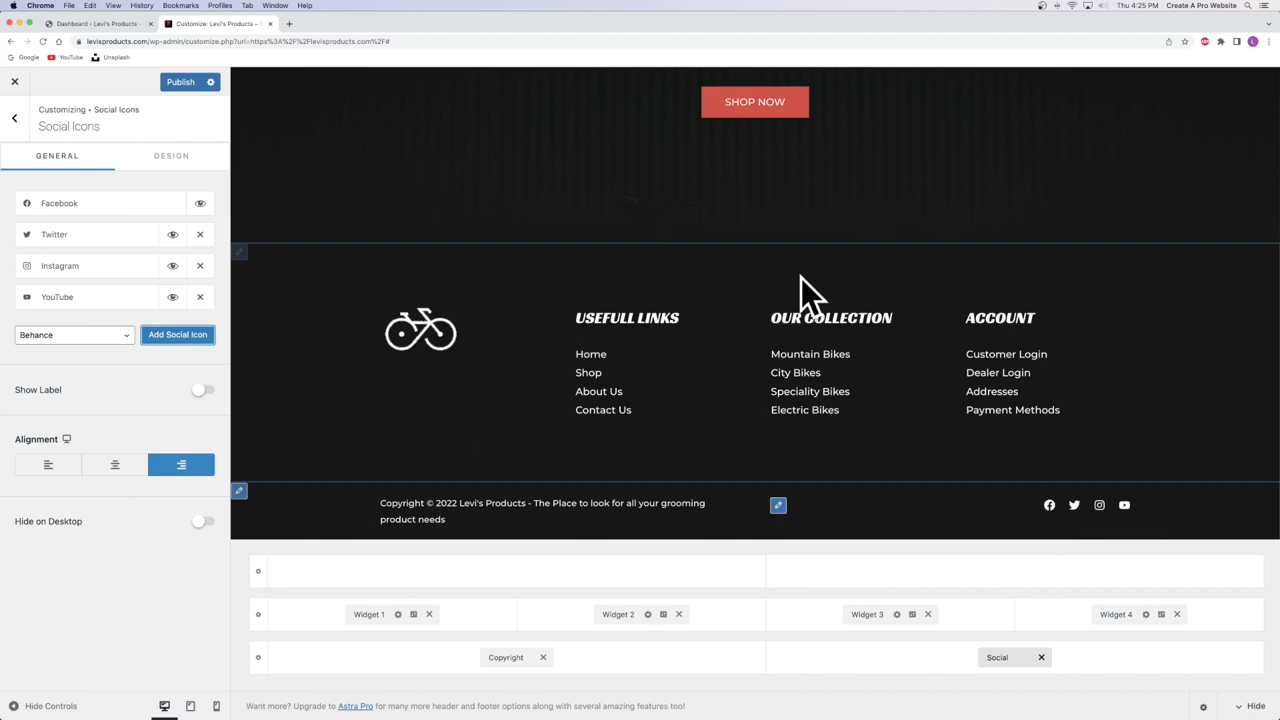 Chrome File Edit View History Bookmarks Profiles Tab Window Help
Thu 4:25 PM Create A Pro Website
Dashboard ‹ Levi's Products -
Customize: Levi's Products – T
levisproducts.com/wp-admin/customize.php?url=https%3A%2F%2Flevisproducts.com%2F#
Google YouTube Unsplash
Publish
Customizing • Social Icons
Social Icons
GENERAL DESIGN
Facebook
Twitter
Instagram
YouTube
Behance Add Social Icon
Show Label
Alignment
Hide on Desktop
Hide Controls
SHOP NOW
USEFULL LINKS
Home
Shop
About Us
Contact Us
OUR COLLECTION
Mountain Bikes
City Bikes
Speciality Bikes
Electric Bikes
ACCOUNT
Customer Login
Dealer Login
Addresses
Payment Methods
Copyright © 2022 Levi's Products - The Place to look for all your grooming
product needs
Widget 1 Widget 2 Widget 3 Widget 4
Copyright Social
Want more? Upgrade to Astra Pro for many more header and footer options along with several amazing features too!
Hide